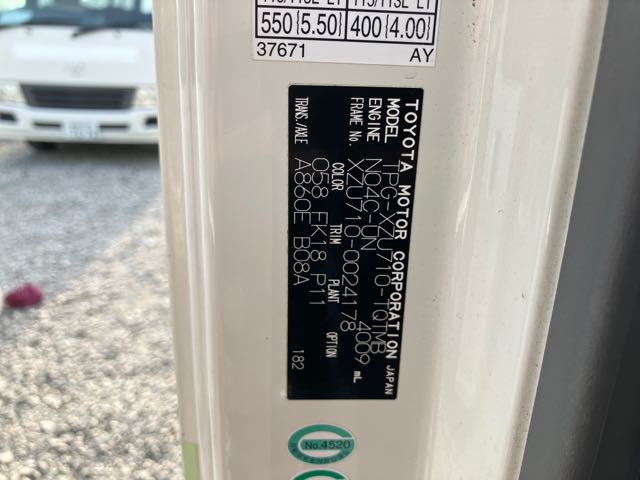 550{5.50} 400{4.00}
37671 AY
TOYOTA MOTOR CORPORATION JAPAN
MODEL TPG-XZU710-TQTMB
ENGINE N04C-UN 4009 mL
FRAME No. XZU710-0024178
COLOR TRIM PLANT OPTION
058 FK18 P11
TRANS./AXLE A860E B08A 182
No.4520